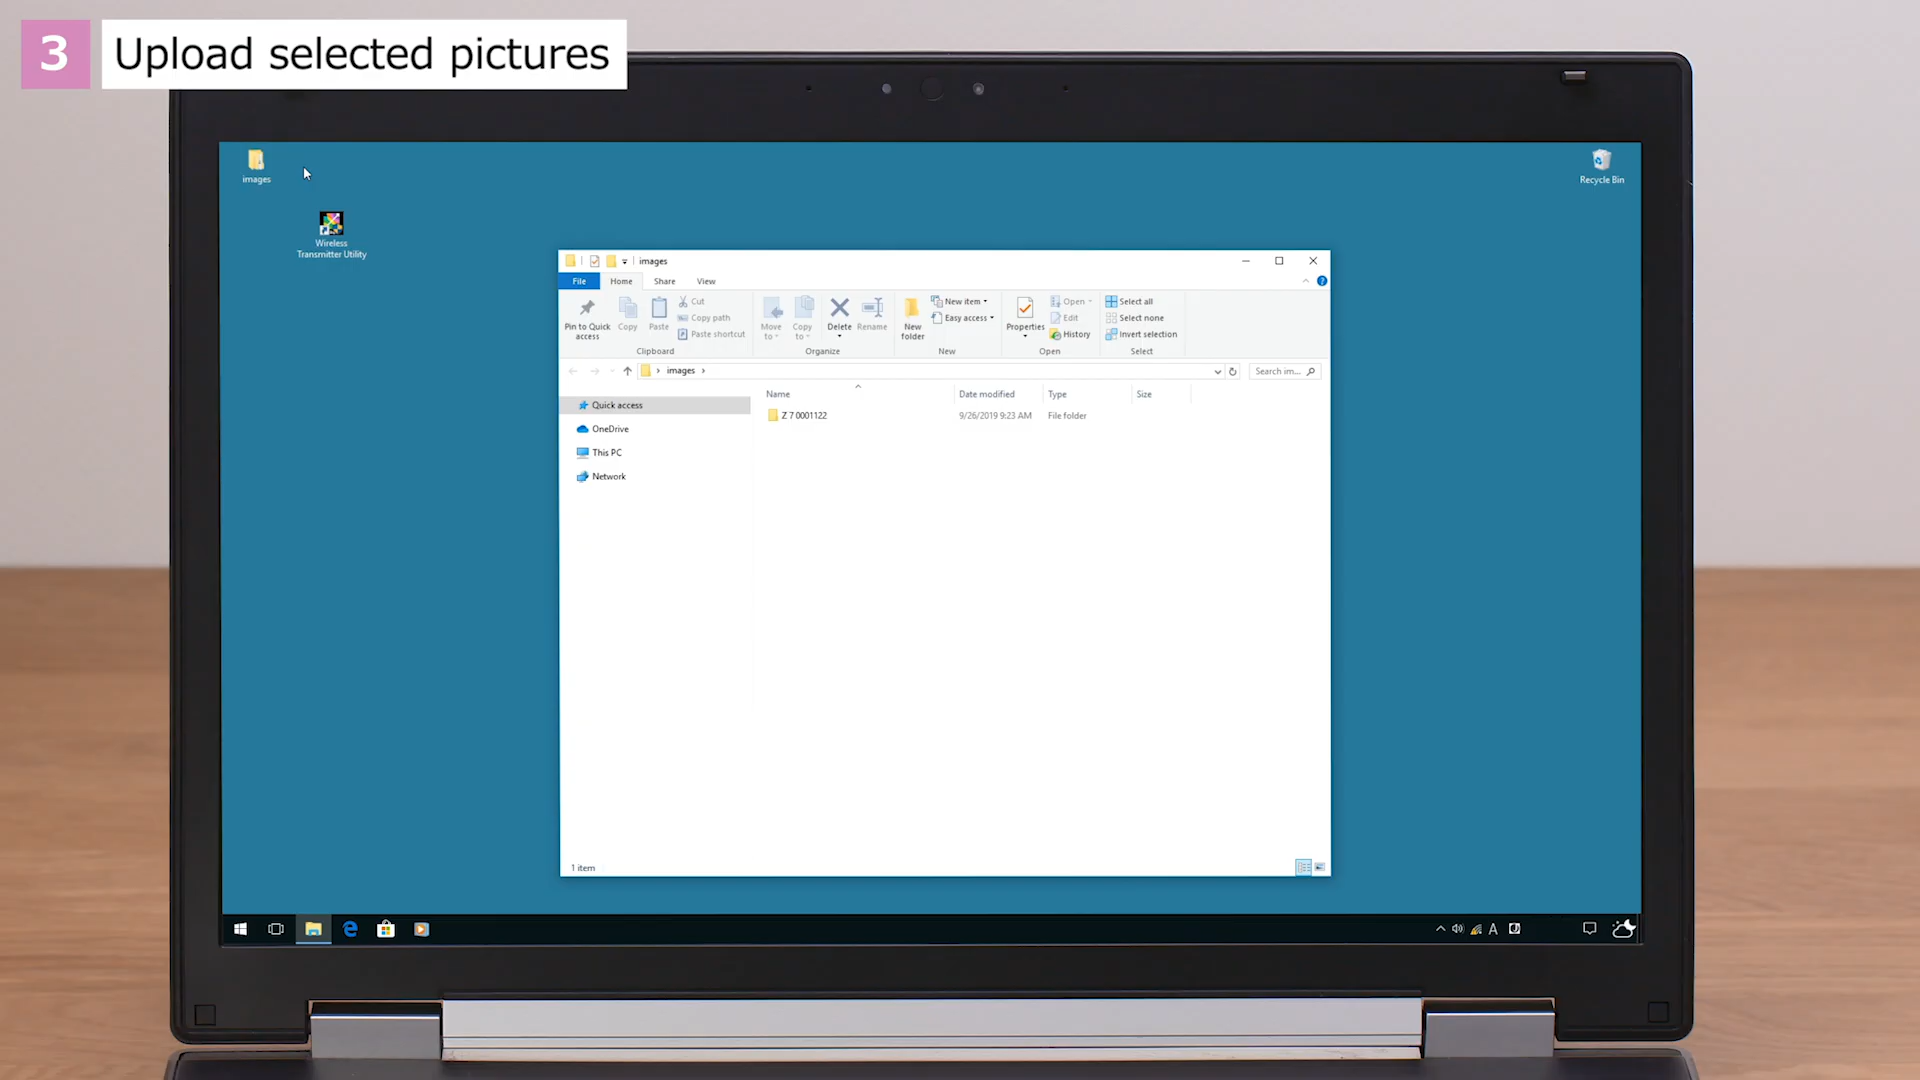 3 Upload selected pictures
images
Recycle Bin
Wireless
Transmitter Utility
images
File Home Share View
Pin to Quick
access
Copy
Paste
Cut
Copy path
Paste shortcut
Clipboard
Move
to
Copy
to
Delete
Rename
Organize
New
folder
New item
Easy access
New
Properties
Open
Edit
History
Open
Select all
Select none
Invert selection
Select
images
Search im...
Quick access
OneDrive
This PC
Network
Name Date modified Type Size
Z 7 0001122 9/26/2019 9:23 AM File folder
1 item
A